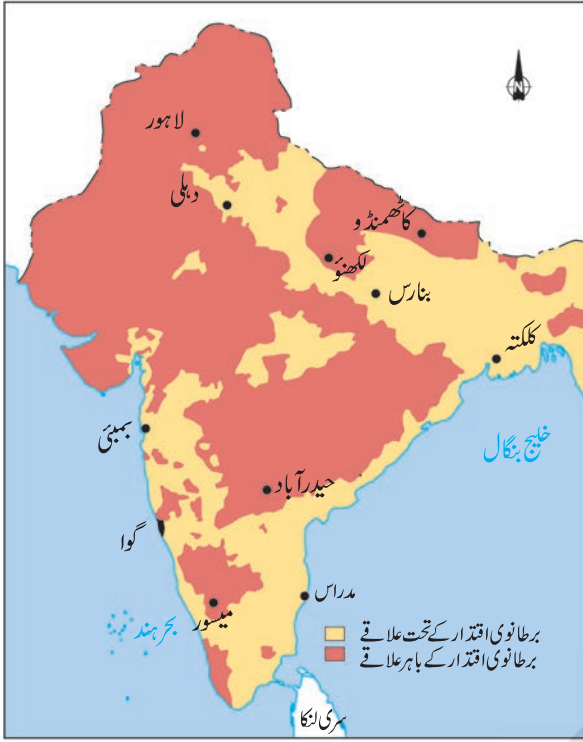 N
لاہور
دہلی
کاٹھمنڈو
لکھنؤ
بنارس
کلکتہ
بمبئی
خلیج بنگال
حیدرآباد
گوا
مدراس
میسور
بحر ہند
برطانوی اقتدار کے تحت علاقے
برطانوی اقتدار کے باہر علاقے
سری لنکا